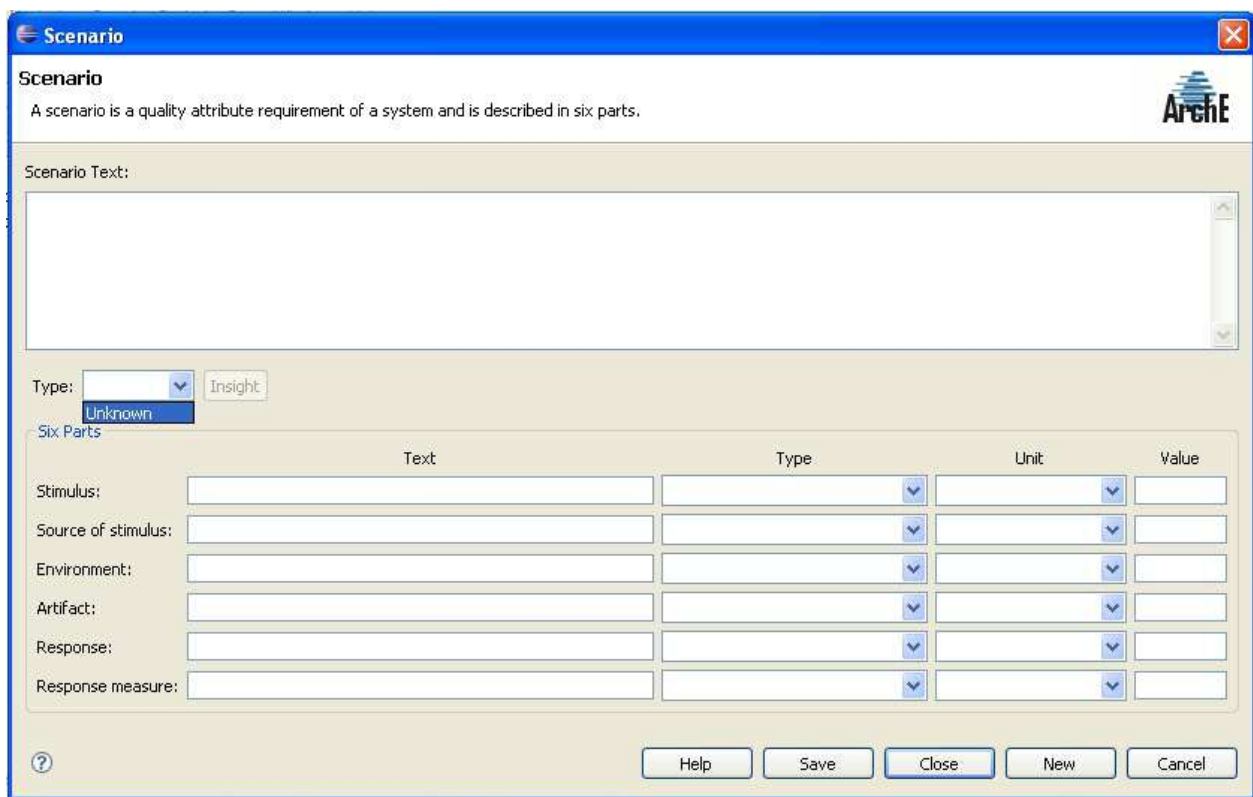 Scenario
Scenario
A scenario is a quality attribute requirement of a system and is described in six parts.
ArchE
Scenario Text:
Type: Insight
Unknown
Six Parts
Text Type Unit Value
Stimulus:
Source of stimulus:
Environment:
Artifact:
Response:
Response measure:
? Help Save Close New Cancel